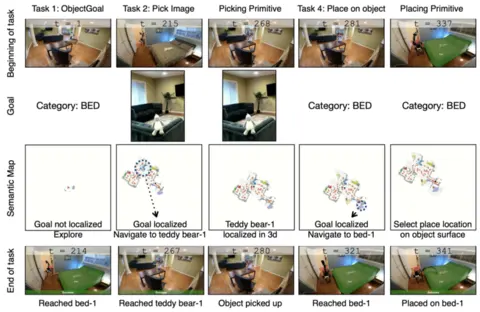 Task 1: ObjectGoal
Task 2: Pick Image
Picking Primitive
Task 4: Place on object
Placing Primitive
Beginning of task
t = 1
t = 215
t = 268
t = 281
t = 337
Goal
Category: BED
Category: BED
Category: BED
Semantic Map
Goal not localized
Explore
Goal localized
Navigate to teddy bear-1
Teddy bear-1
localized in 3d
Goal localized
Navigate to bed-1
Select place location
on object surface
End of task
t = 214
t = 267
t = 280
t = 321
t = 341
Reached bed-1
Reached teddy bear-1
Object picked up
Reached bed-1
Placed on bed-1